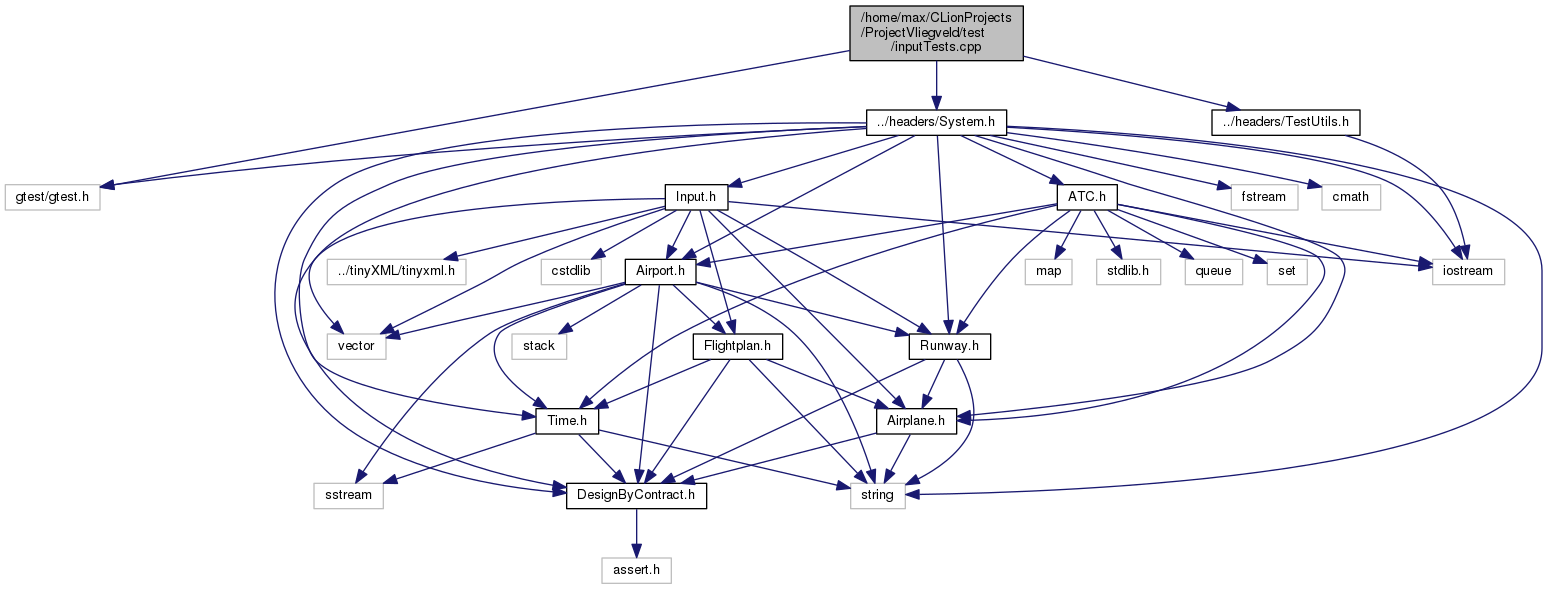 /home/max/CLionProjects
/ProjectVliegveld/test
/inputTests.cpp
../headers/System.h
../headers/TestUtils.h
gtest/gtest.h
Input.h
ATC.h
fstream
cmath
../tinyXML/tinyxml.h
cstdlib
Airport.h
map
stdlib.h
queue
set
iostream
vector
stack
Flightplan.h
Runway.h
Time.h
Airplane.h
sstream
DesignByContract.h
string
assert.h